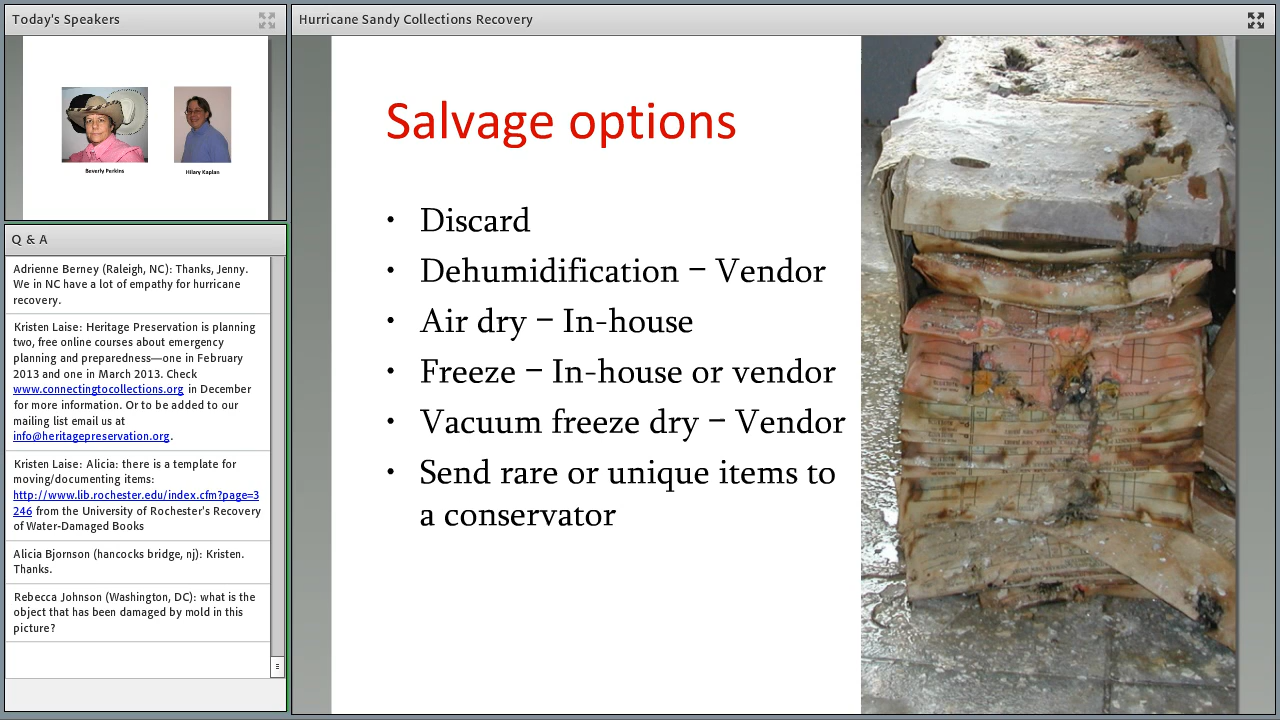 Today's Speakers
Beverly Perkins
Hilary Kaplan
Q & A
Adrienne Berney (Raleigh, NC): Thanks, Jenny.
We in NC have a lot of empathy for hurricane
recovery.
Kristen Laise: Heritage Preservation is planning
two, free online courses about emergency
planning and preparedness—one in February
2013 and one in March 2013. Check
www.connectingtocollections.org in December
for more information. Or to be added to our
mailing list email us at
info@heritagepreservation.org.
Kristen Laise: Alicia: there is a template for
moving/documenting items:
http://www.lib.rochester.edu/index.cfm?page=3
246 from the University of Rochester's Recovery
of Water-Damaged Books
Alicia Bjornson (hancocks bridge, nj): Kristen.
Thanks.
Rebecca Johnson (Washington, DC): what is the
object that has been damaged by mold in this
picture?
Hurricane Sandy Collections Recovery
Salvage options
• Discard
• Dehumidification – Vendor
• Air dry – In-house
• Freeze – In-house or vendor
• Vacuum freeze dry – Vendor
• Send rare or unique items to
a conservator